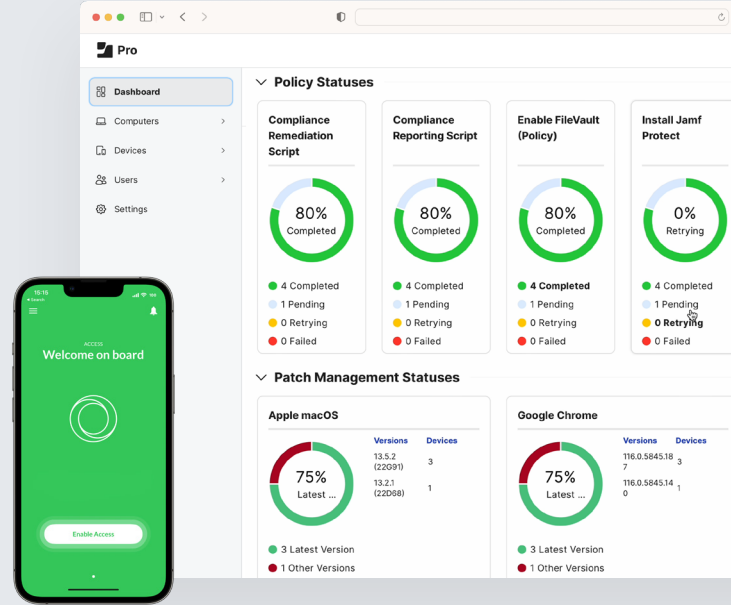 Pro
Dashboard
Computers
Devices
Users
Settings
Policy Statuses
Compliance
Remediation
Script
80%
Completed
4 Completed
1 Pending
0 Retrying
0 Failed
Compliance
Reporting Script
80%
Completed
4 Completed
1 Pending
0 Retrying
0 Failed
Enable FileVault
(Policy)
80%
Completed
4 Completed
1 Pending
0 Retrying
0 Failed
Install Jamf
Protect
0%
Retrying
4 Completed
1 Pending
0 Retrying
0 Failed
Patch Management Statuses
Apple macOS
75%
Latest ...
Versions Devices
13.5.2
(22G91)
3
13.2.1
(22D68)
1
3 Latest Version
1 Other Versions
Google Chrome
75%
Latest ...
Versions Devices
116.0.5845.18
7
3
116.0.5845.14
0
1
3 Latest Version
1 Other Versions
15:15
Search
ACCESS
Welcome on board
Enable Access